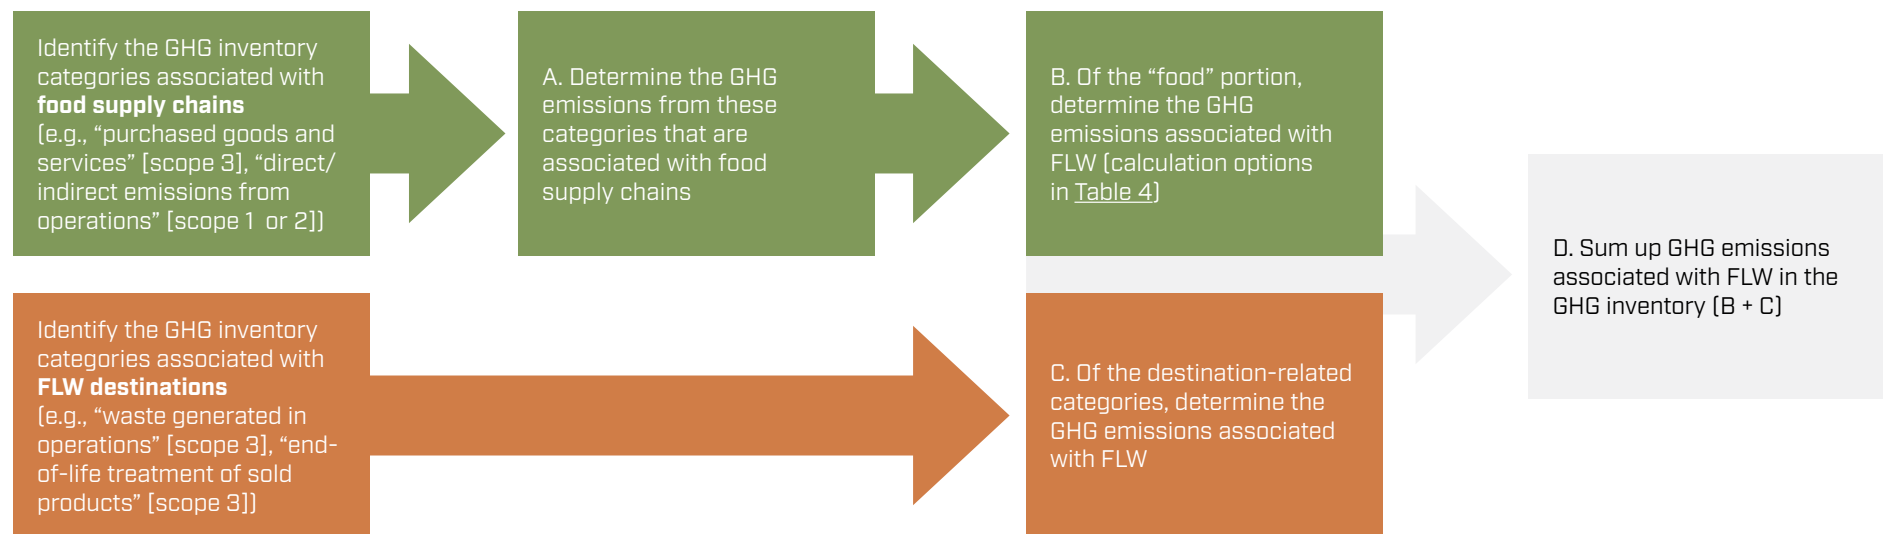 Identify the GHG inventory
categories associated with
food supply chains
(e.g., “purchased goods and
services” [scope 3], “direct/
indirect emissions from
operations” [scope 1 or 2])
A. Determine the GHG
emissions from these
categories that are
associated with food
supply chains
B. Of the “food” portion,
determine the GHG
emissions associated with
FLW (calculation options
in Table 4)
Identify the GHG inventory
categories associated with
FLW destinations
(e.g., “waste generated in
operations” [scope 3], “end-
of-life treatment of sold
products” [scope 3])
C. Of the destination-related
categories, determine the
GHG emissions associated
with FLW
D. Sum up GHG emissions
associated with FLW in the
GHG inventory (B + C)